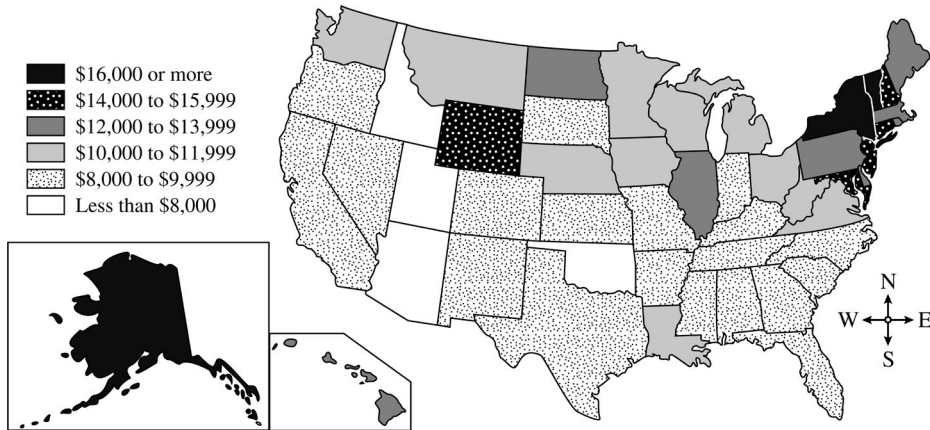 $16,000 or more
$14,000 to $15,999
$12,000 to $13,999
$10,000 to $11,999
$8,000 to $9,999
Less than $8,000
N
W E
S